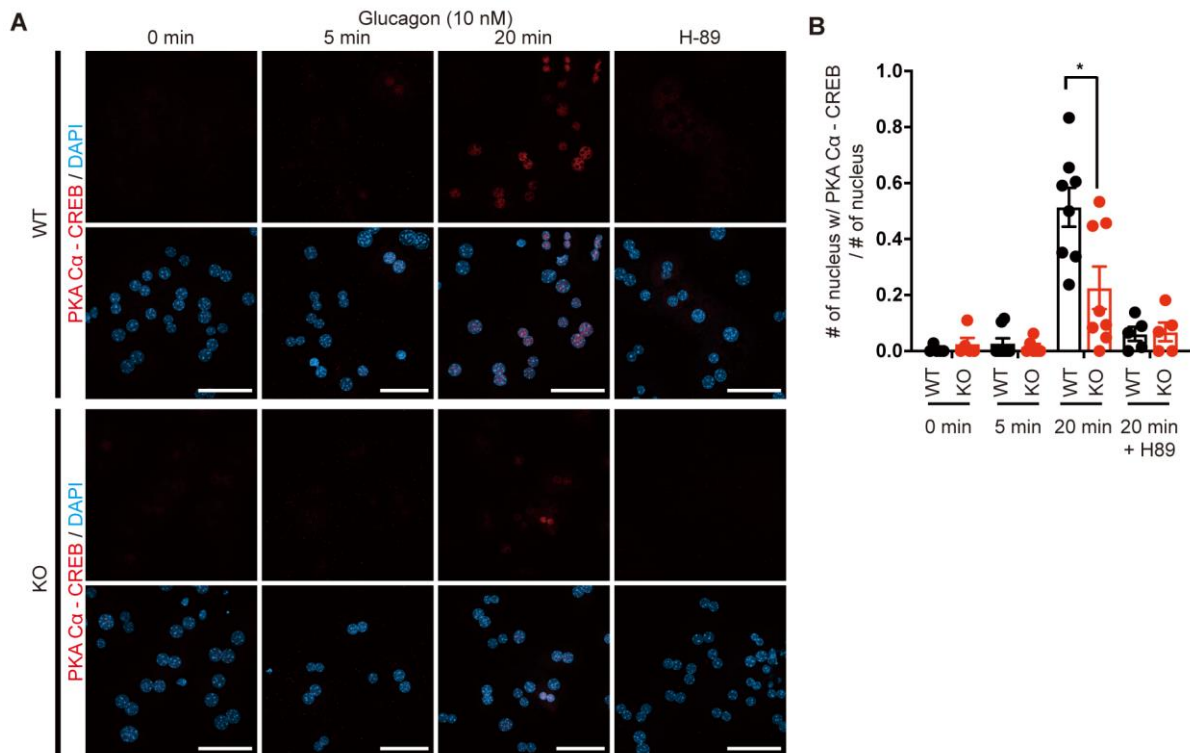 A
Glucagon (10 nM)
0 min 5 min 20 min H-89
WT
PKA Cα - CREB / DAPI
KO
PKA Cα - CREB / DAPI
B
# of nucleus w/ PKA Cα - CREB
/ # of nucleus
1.0
0.8
0.6
0.4
0.2
0.0
*
WT KO WT KO WT KO WT KO
0 min 5 min 20 min 20 min
+ H89